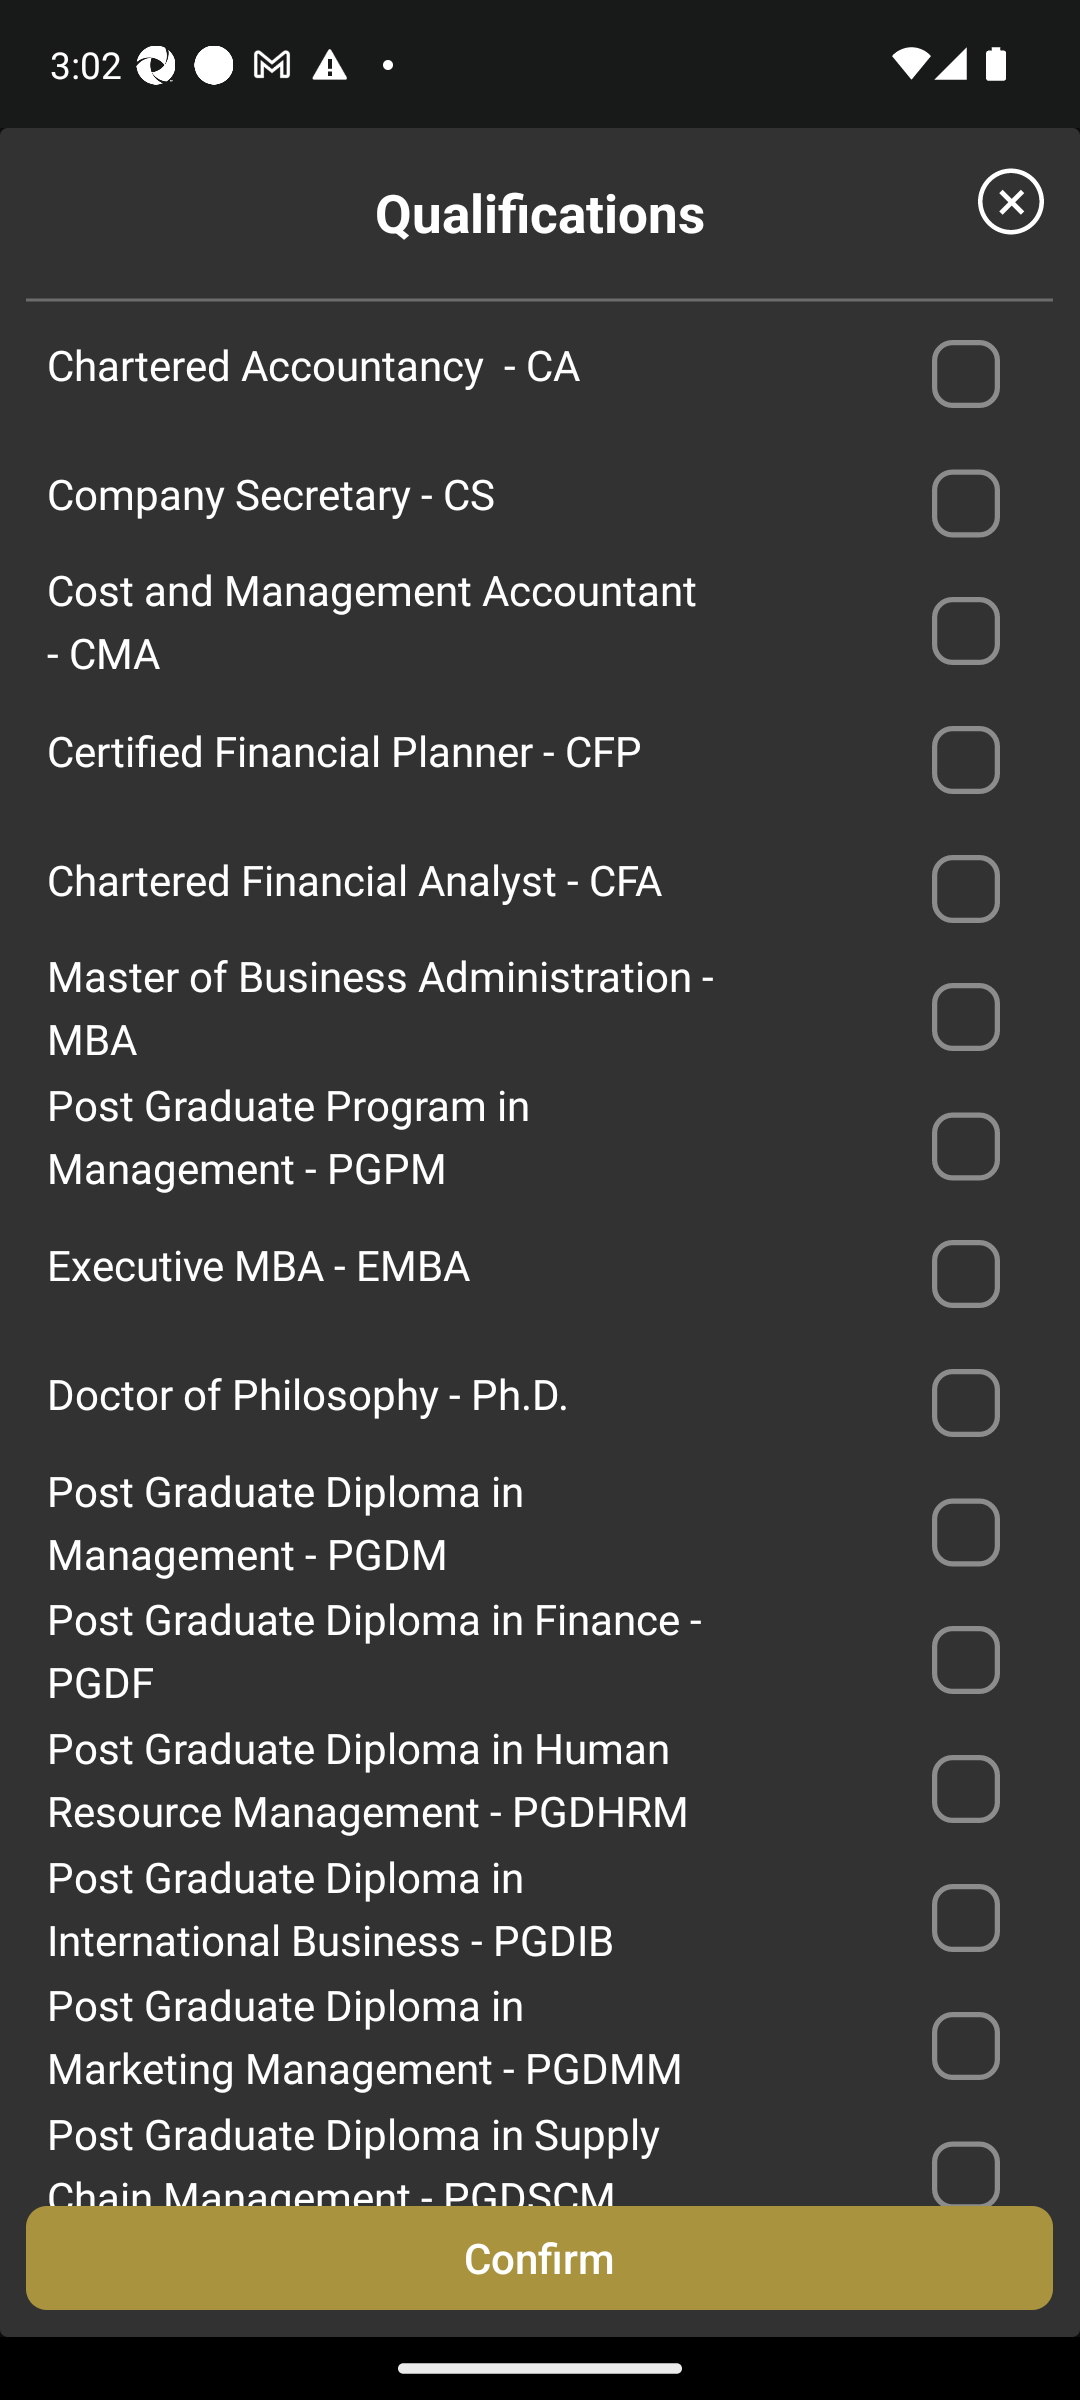 3:02
Qualifications
Chartered Accountancy  - CA
Company Secretary - CS
Cost and Management Accountant
- CMA
Certified Financial Planner - CFP
Chartered Financial Analyst - CFA
Master of Business Administration -
MBA
Post Graduate Program in
Management - PGPM
Executive MBA - EMBA
Doctor of Philosophy - Ph.D.
Post Graduate Diploma in
Management - PGDM
Post Graduate Diploma in Finance -
PGDF
Post Graduate Diploma in Human
Resource Management - PGDHRM
Post Graduate Diploma in
International Business - PGDIB
Post Graduate Diploma in
Marketing Management - PGDMM
Post Graduate Diploma in Supply
Chain Management - PGDSCM
Confirm